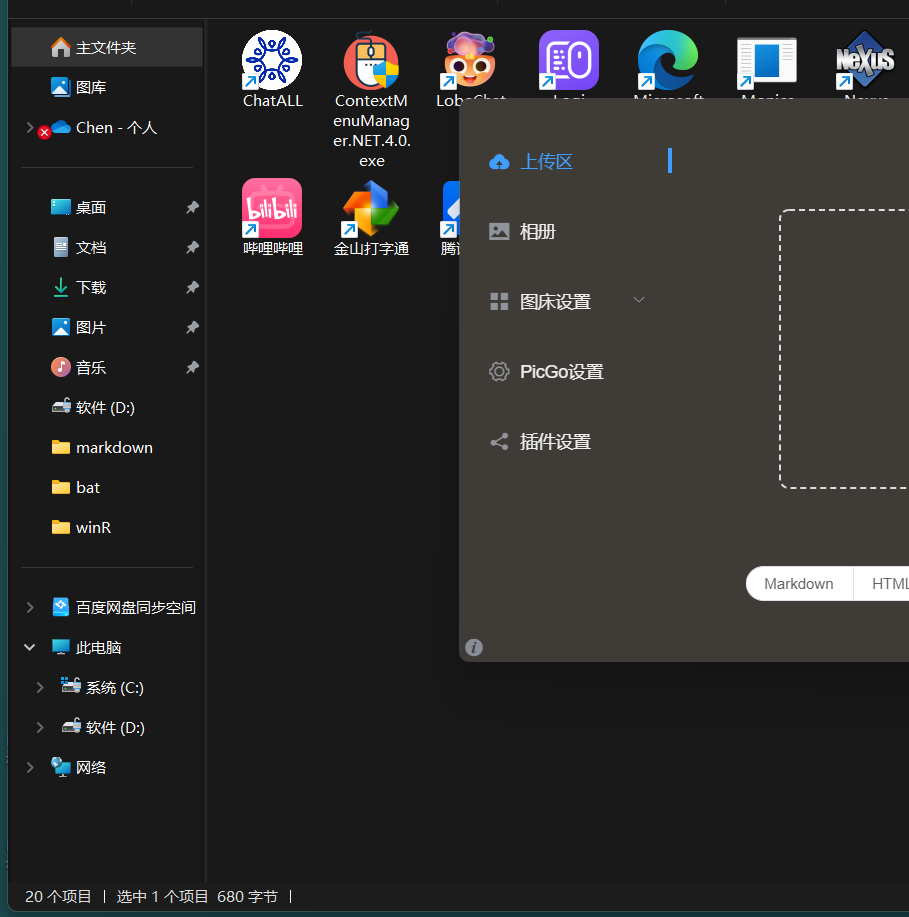 主文件夹
图库
Chen - 个人
桌面
文档
下载
图片
音乐
软件 (D:)
markdown
bat
winR
百度网盘同步空间
此电脑
系统 (C:)
软件 (D:)
网络
ChatALL
ContextM
enuManag
er.NET.4.0.
exe
LobeChat
Logi
Microsoft
NEXUS
Nexus
bilibili
哔哩哔哩
金山打字通
上传区
相册
图床设置
PicGo设置
插件设置
Markdown
HTML
20 个项目
选中 1 个项目 680 字节